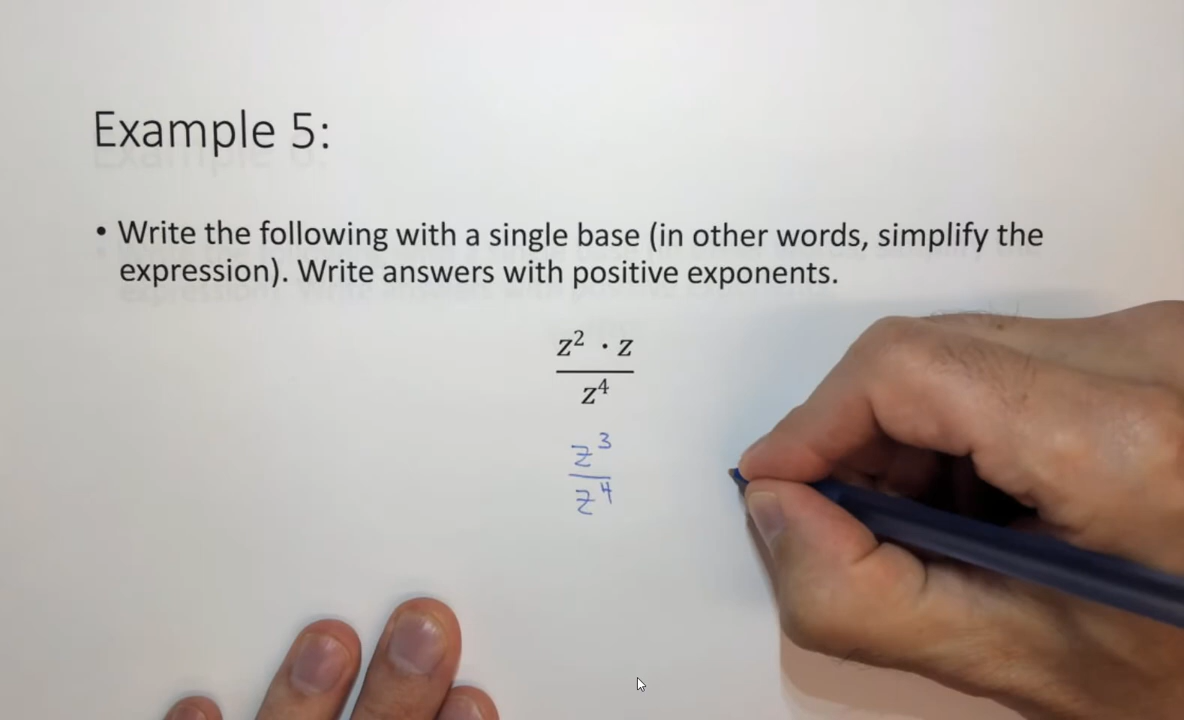 Example 5:
• Write the following with a single base (in other words, simplify the
expression). Write answers with positive exponents.
z² · z
z⁴
z³
z⁴